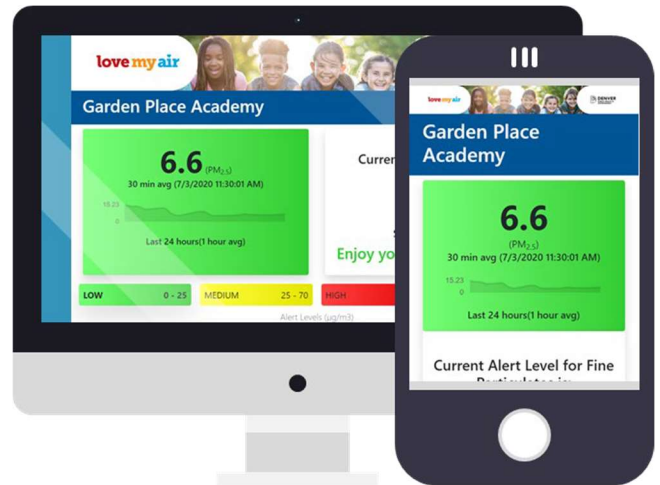 love my air
Garden Place Academy
6.6 (PM2.5)
30 min avg (7/3/2020 11:30:01 AM)
15.23
0
Last 24 hours(1 hour avg)
Curre
Enjoy yo
LOW 0 - 25
MEDIUM 25 - 70
HIGH
Alert Levels (µg/m3)
love my air
DENVER
Garden Place
Academy
6.6
(PM2.5)
30 min avg (7/3/2020 11:30:01 AM)
15.23
0
Last 24 hours(1 hour avg)
Current Alert Level for Fine
Particulates is: